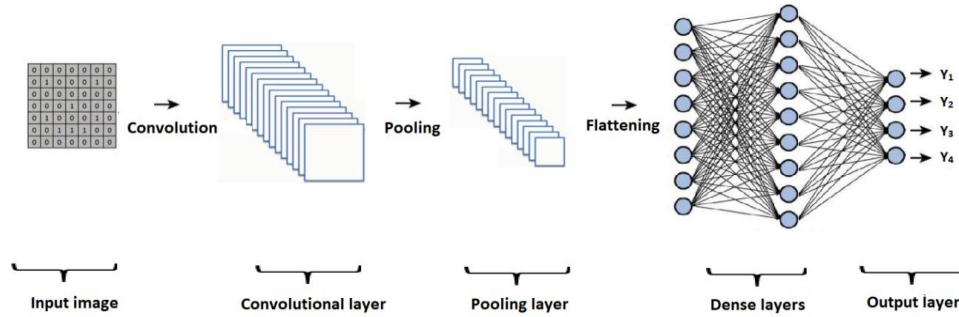 0 0 0 0 0 0 0
0 1 0 0 0 1 0
0 0 0 0 0 0 0
0 0 0 1 0 0 0
0 1 0 0 0 1 0
0 0 1 1 1 0 0
0 0 0 0 0 0 0
Convolution
Pooling
Flattening
Y1
Y2
Y3
Y4
Input image
Convolutional layer
Pooling layer
Dense layers
Output layer